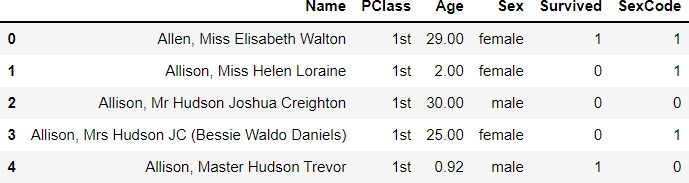 Name PClass Age Sex Survived SexCode
0 Allen, Miss Elisabeth Walton 1st 29.00 female 1 1
1 Allison, Miss Helen Loraine 1st 2.00 female 0 1
2 Allison, Mr Hudson Joshua Creighton 1st 30.00 male 0 0
3 Allison, Mrs Hudson JC (Bessie Waldo Daniels) 1st 25.00 female 0 1
4 Allison, Master Hudson Trevor 1st 0.92 male 1 0